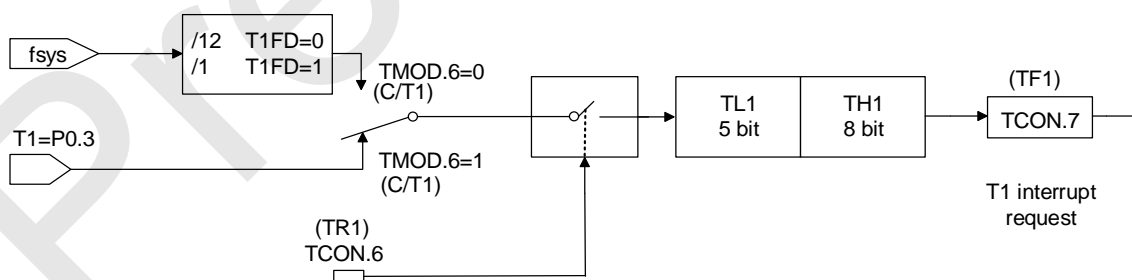 fsys
/12 T1FD=0
/1 T1FD=1
TMOD.6=0
(C/T1)
T1=P0.3
TMOD.6=1
(C/T1)
(TR1)
TCON.6
TL1
5 bit
TH1
8 bit
(TF1)
TCON.7
T1 interrupt
request
Pre